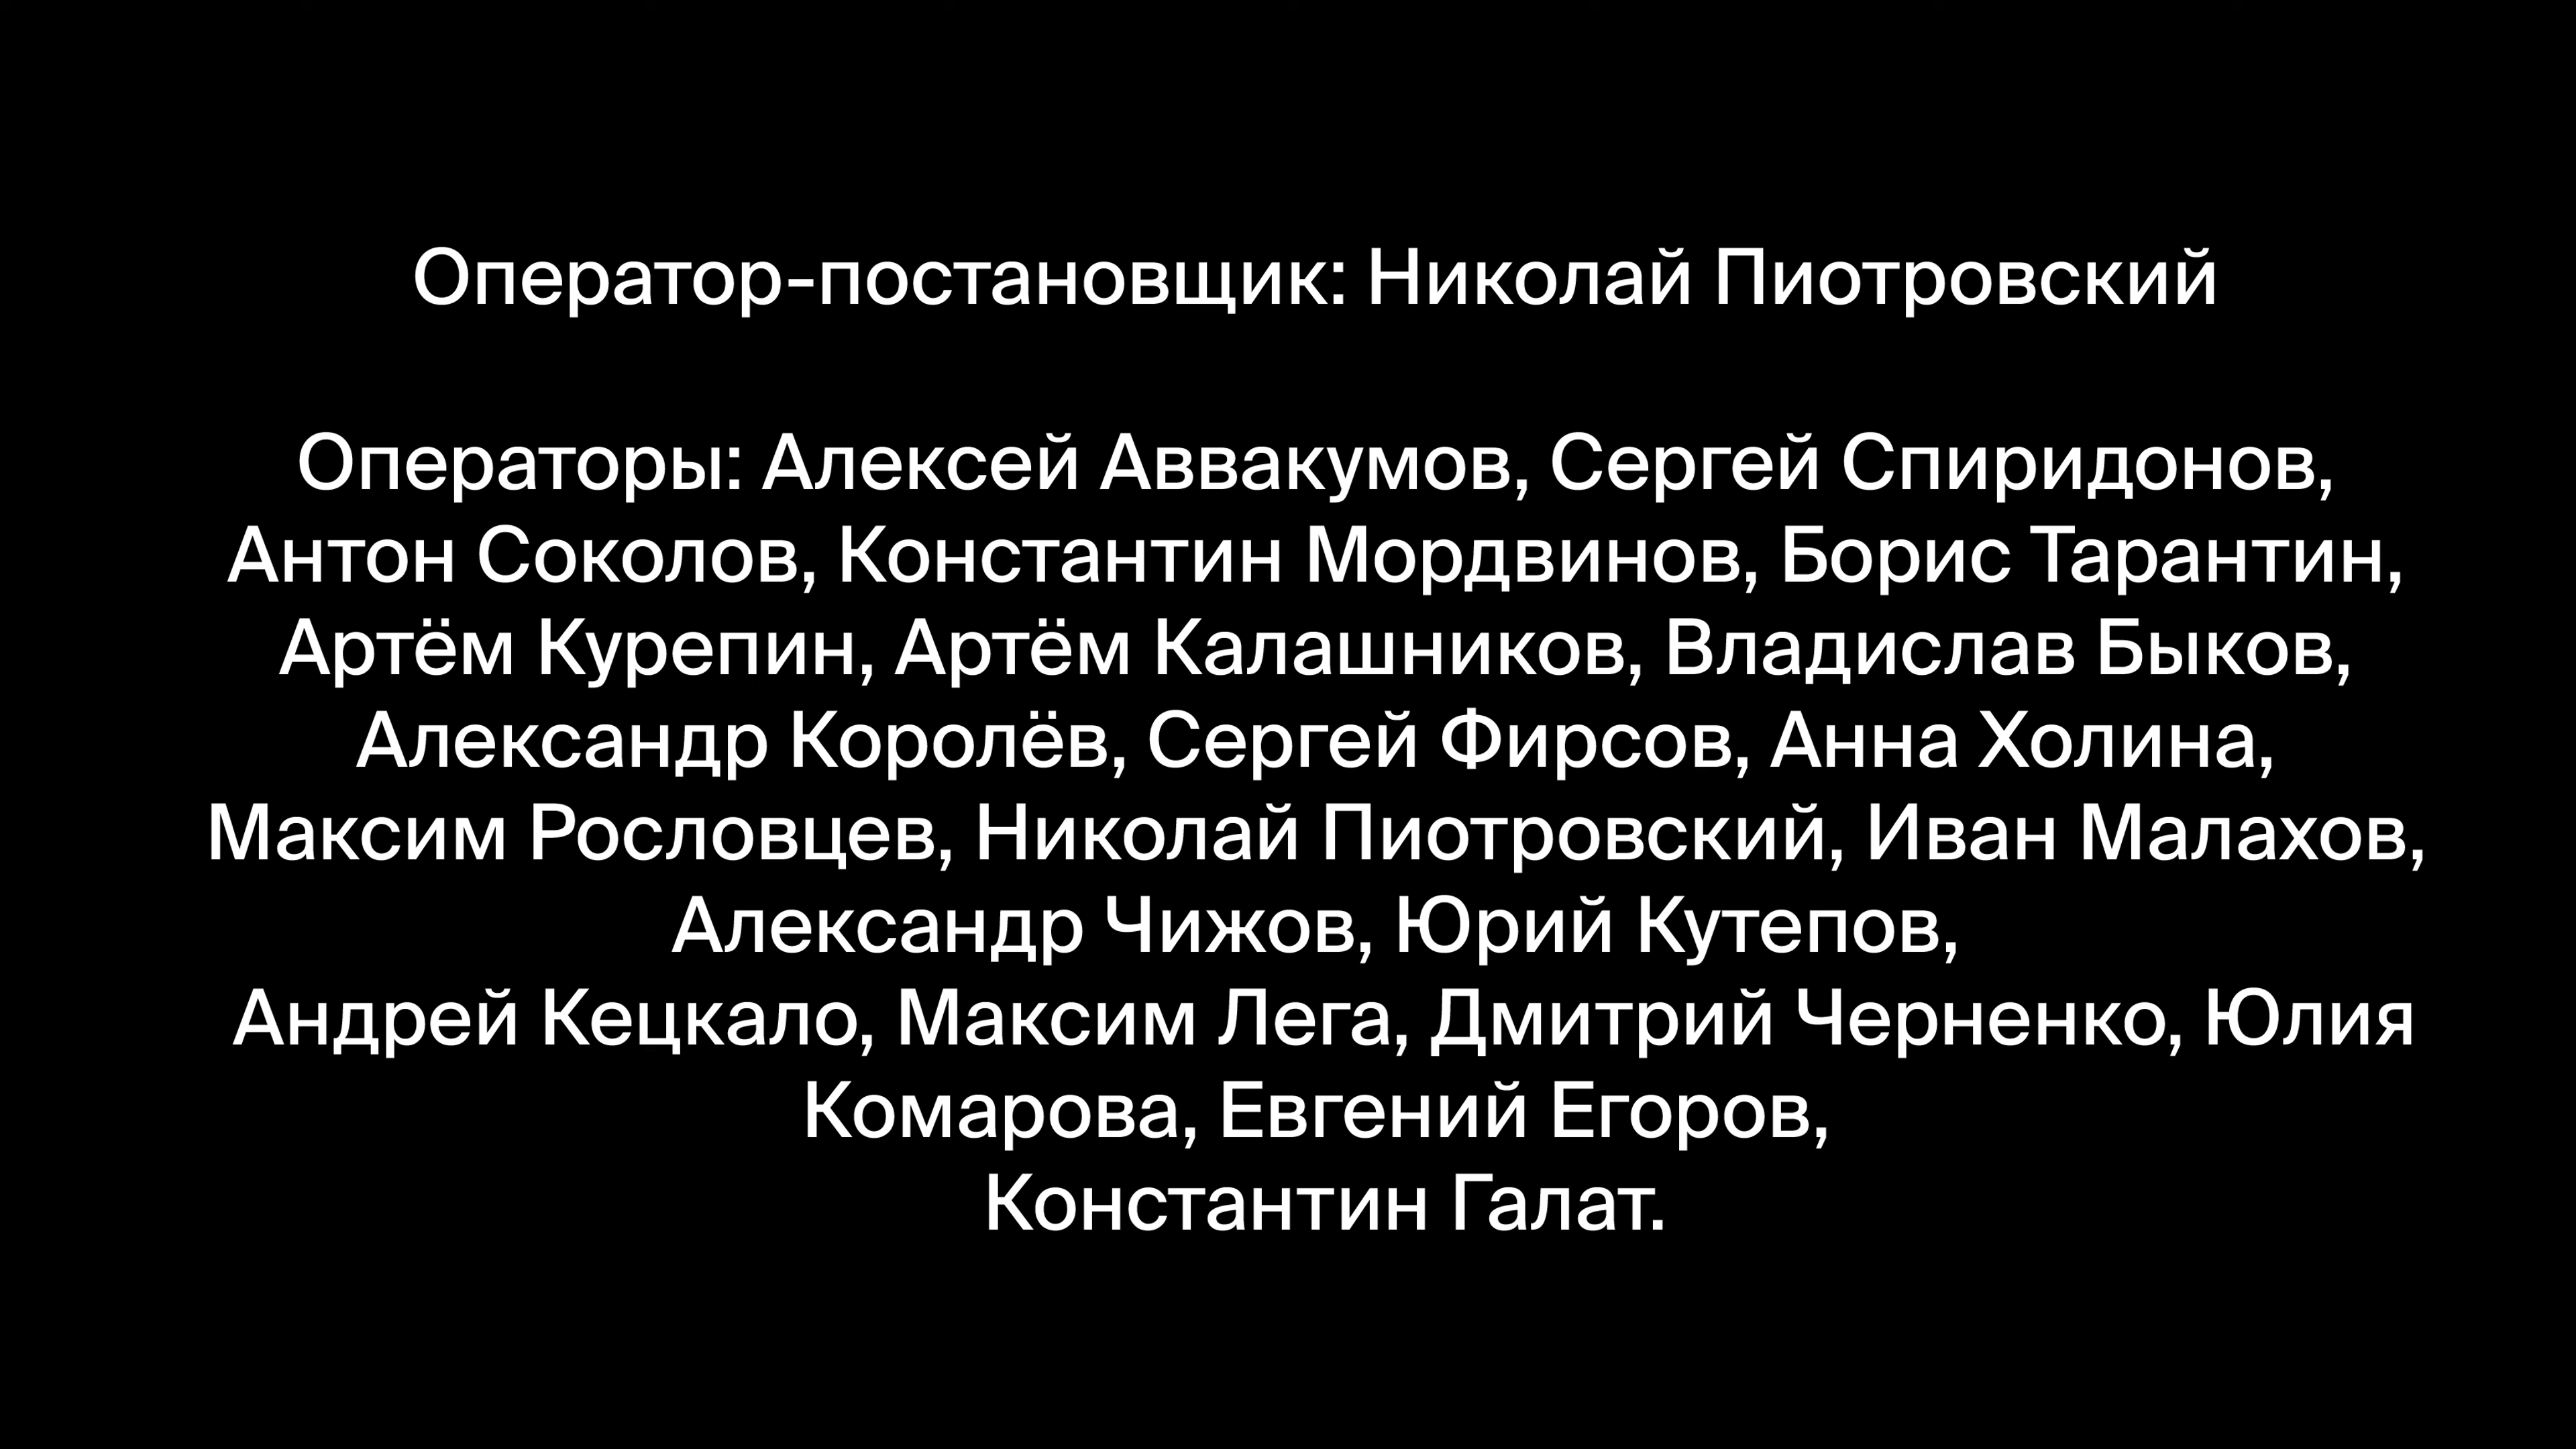 Оператор-постановщик: Николай Пиотровский
Операторы: Алексей Аввакумов, Сергей Спиридонов,
Антон Соколов, Константин Мордвинов, Борис Тарантин,
Артём Курепин, Артём Калашников, Владислав Быков,
Александр Королёв, Сергей Фирсов, Анна Холина,
Максим Рословцев, Николай Пиотровский, Иван Малахов,
Александр Чижов, Юрий Кутепов,
Андрей Кецкало, Максим Лега, Дмитрий Черненко, Юлия
Комарова, Евгений Егоров,
Константин Галат.